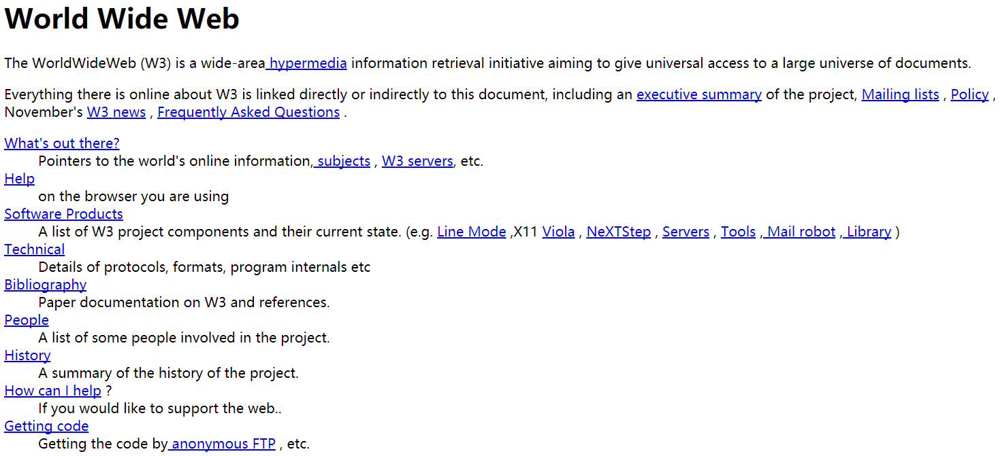 World Wide Web
The WorldWideWeb (W3) is a wide-area hypermedia information retrieval initiative aiming to give universal access to a large universe of documents.
Everything there is online about W3 is linked directly or indirectly to this document, including an executive summary of the project, Mailing lists , Policy ,
November's W3 news , Frequently Asked Questions .
What's out there?
Pointers to the world's online information, subjects , W3 servers, etc.
Help
on the browser you are using
Software Products
A list of W3 project components and their current state. (e.g. Line Mode ,X11 Viola , NeXTStep , Servers , Tools , Mail robot , Library )
Technical
Details of protocols, formats, program internals etc
Bibliography
Paper documentation on W3 and references.
People
A list of some people involved in the project.
History
A summary of the history of the project.
How can I help ?
If you would like to support the web..
Getting code
Getting the code by anonymous FTP , etc.